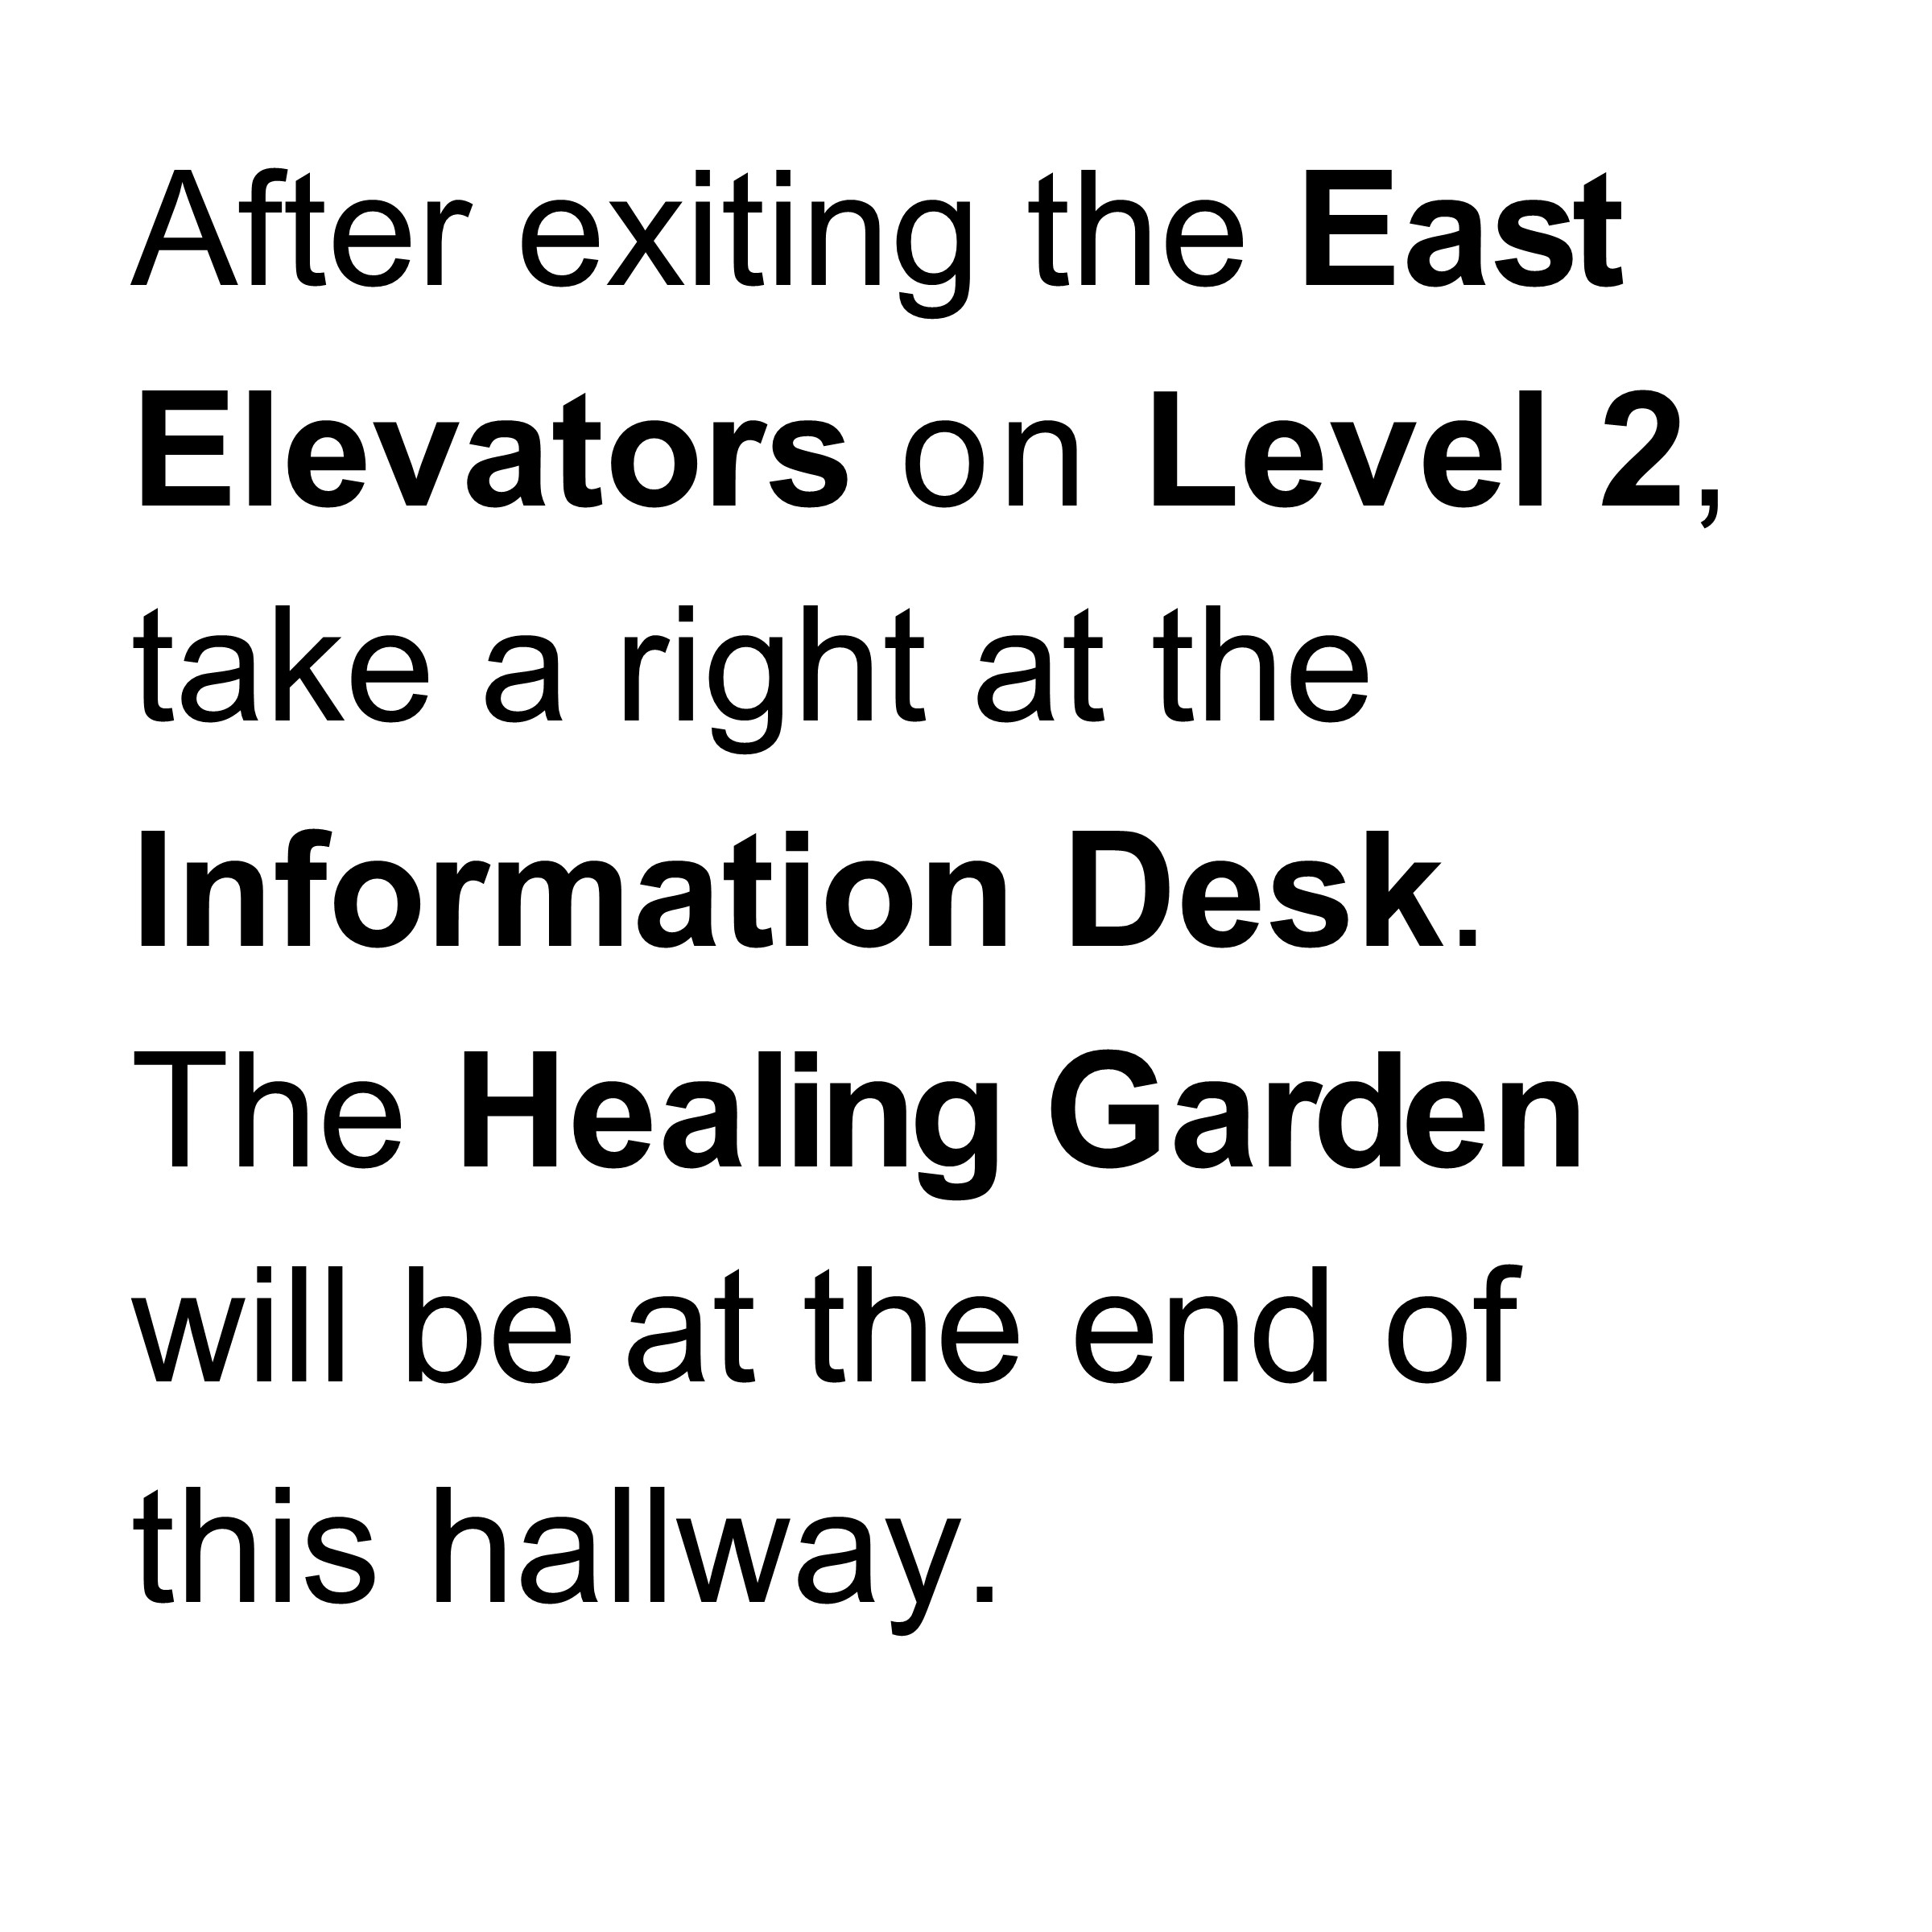 After exiting the East
Elevators on Level 2,
take a right at the
Information Desk.
The Healing Garden
will be at the end of
this hallway.